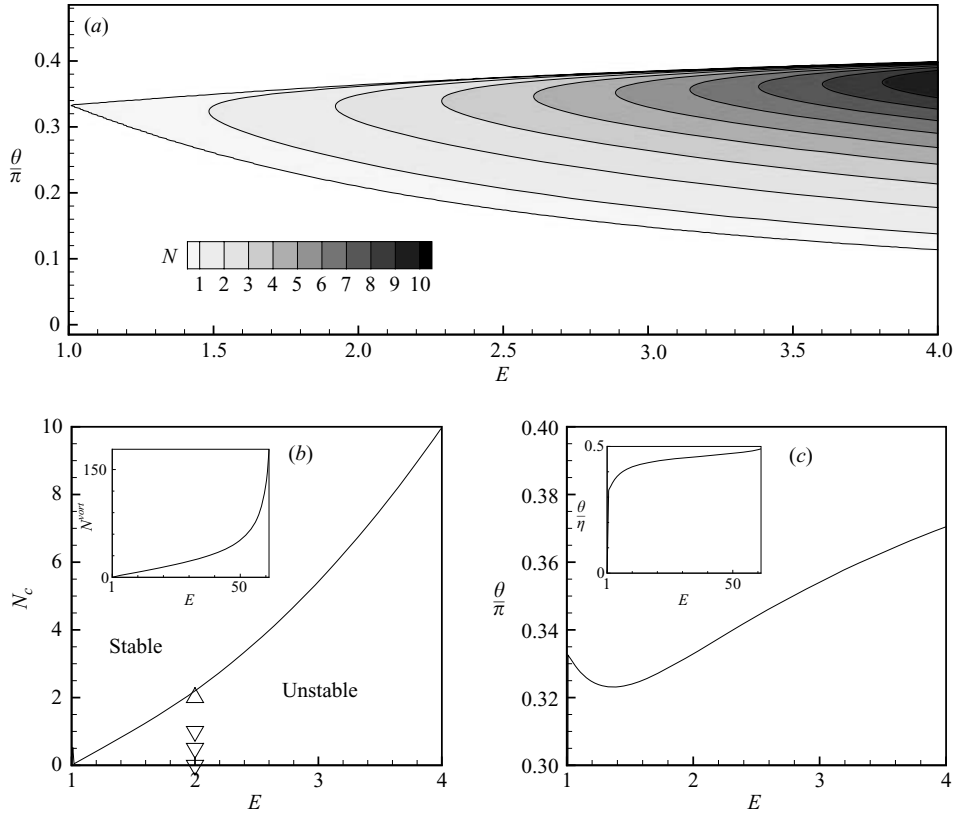 (a)
0.4
0.3
θ/π
0.2
0.1
0
N
1 2 3 4 5 6 7 8 9 10
1.0 1.5 2.0 2.5 3.0 3.5 4.0
E
(b)
10
8
6
4
2
0
N_c
150
0
N^vort
1 50
E
Stable
Unstable
1 2 3 4
E
(c)
0.40
0.38
0.36
0.34
0.32
0.30
θ/π
0.5
0
θ/η
1 50
E
1 2 3 4
E